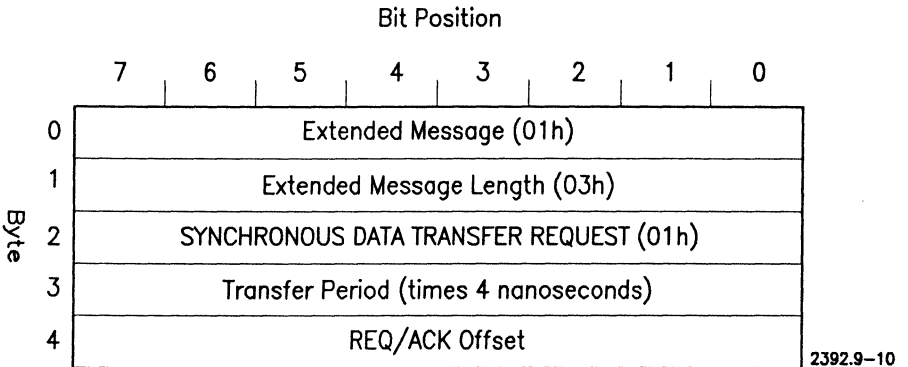 Bit Position
7 6 5 4 3 2 1 0
0 Extended Message (01h)
1 Extended Message Length (03h)
Byte
2 SYNCHRONOUS DATA TRANSFER REQUEST (01h)
3 Transfer Period (times 4 nanoseconds)
4 REQ/ACK Offset
2392.9–10